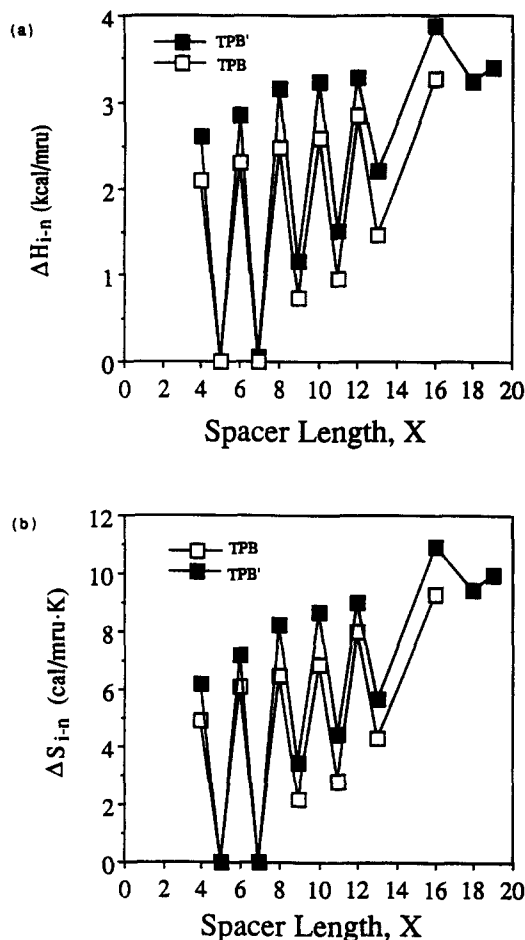 (a)
4
3
2
1
0
ΔH_{i-n} (kcal/mru)
TPB'
TPB
0 2 4 6 8 10 12 14 16 18 20
Spacer Length, X
(b)
12
10
8
6
4
2
0
ΔS_{i-n} (cal/mru·K)
TPB
TPB'
0 2 4 6 8 10 12 14 16 18 20
Spacer Length, X